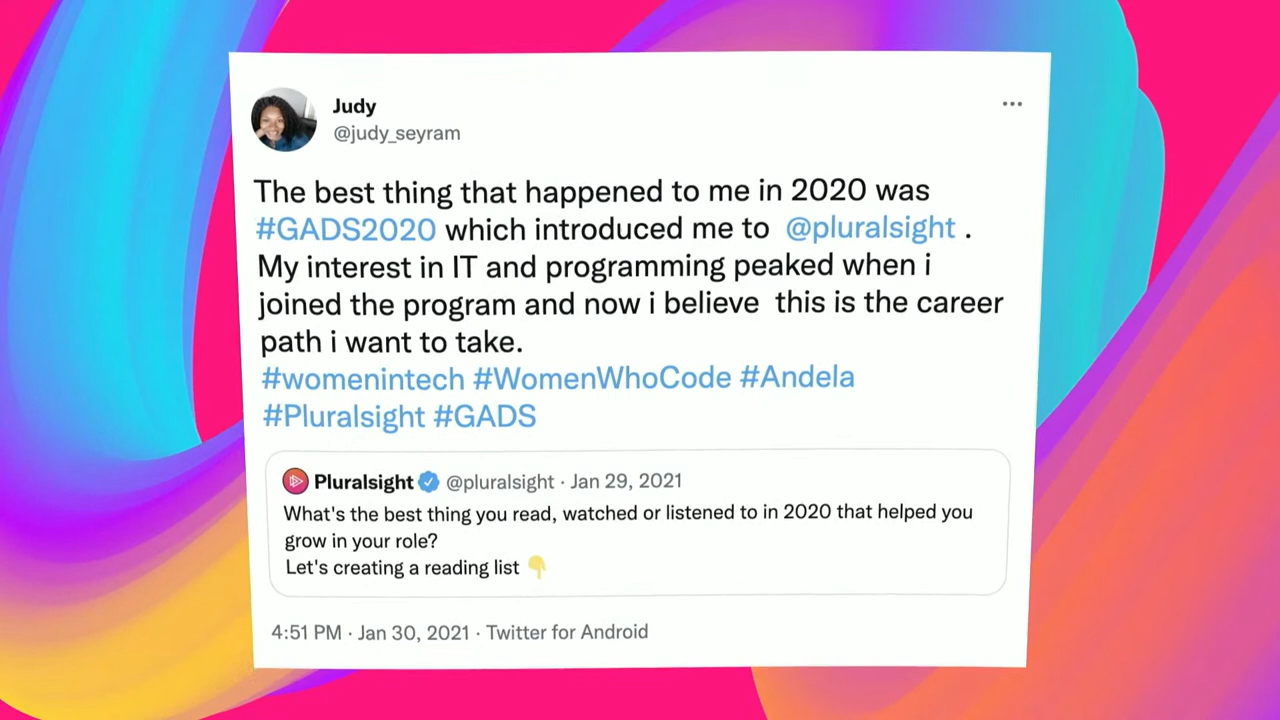 Judy
@judy_seyram
The best thing that happened to me in 2020 was
#GADS2020 which introduced me to @pluralsight .
My interest in IT and programming peaked when i
joined the program and now i believe this is the career
path i want to take.
#womenintech #WomenWhoCode #Andela
#Pluralsight #GADS
Pluralsight @pluralsight · Jan 29, 2021
What's the best thing you read, watched or listened to in 2020 that helped you
grow in your role?
Let's creating a reading list 👇
4:51 PM · Jan 30, 2021 · Twitter for Android